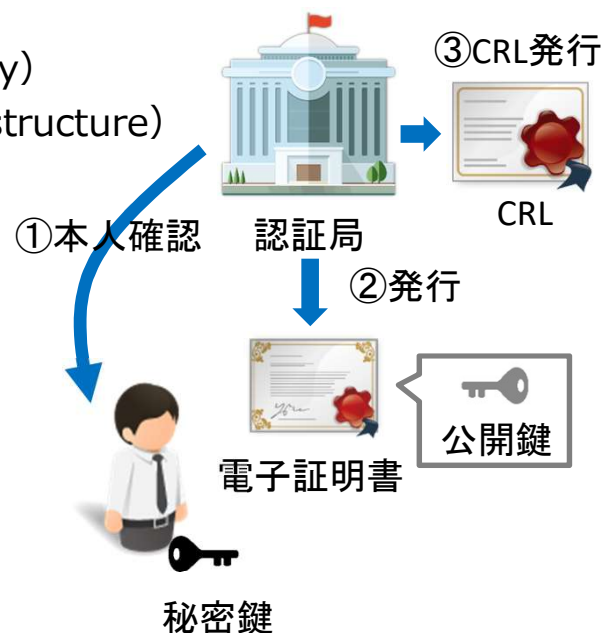 y）
structure）
③CRL発行
CRL
①本人確認
認証局
②発行
公開鍵
電子証明書
秘密鍵